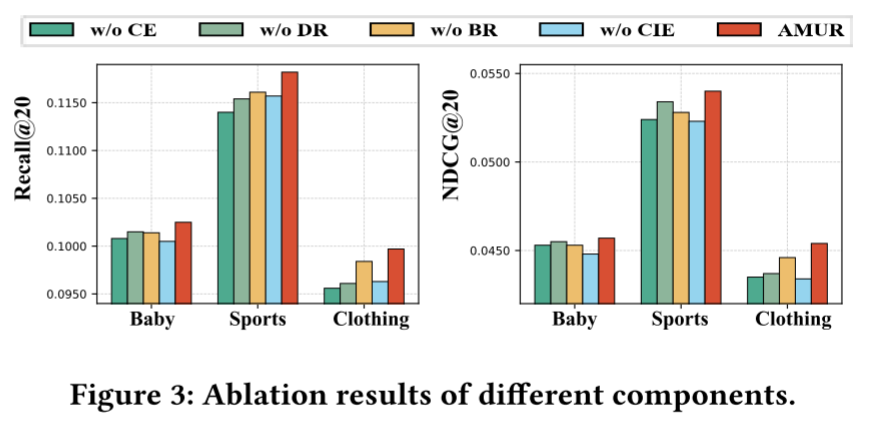 w/o CE w/o DR w/o BR w/o CIE AMUR
Recall@20
0.1150
0.1100
0.1050
0.1000
0.0950
Baby Sports Clothing
NDCG@20
0.0550
0.0500
0.0450
Baby Sports Clothing
Figure 3: Ablation results of different components.